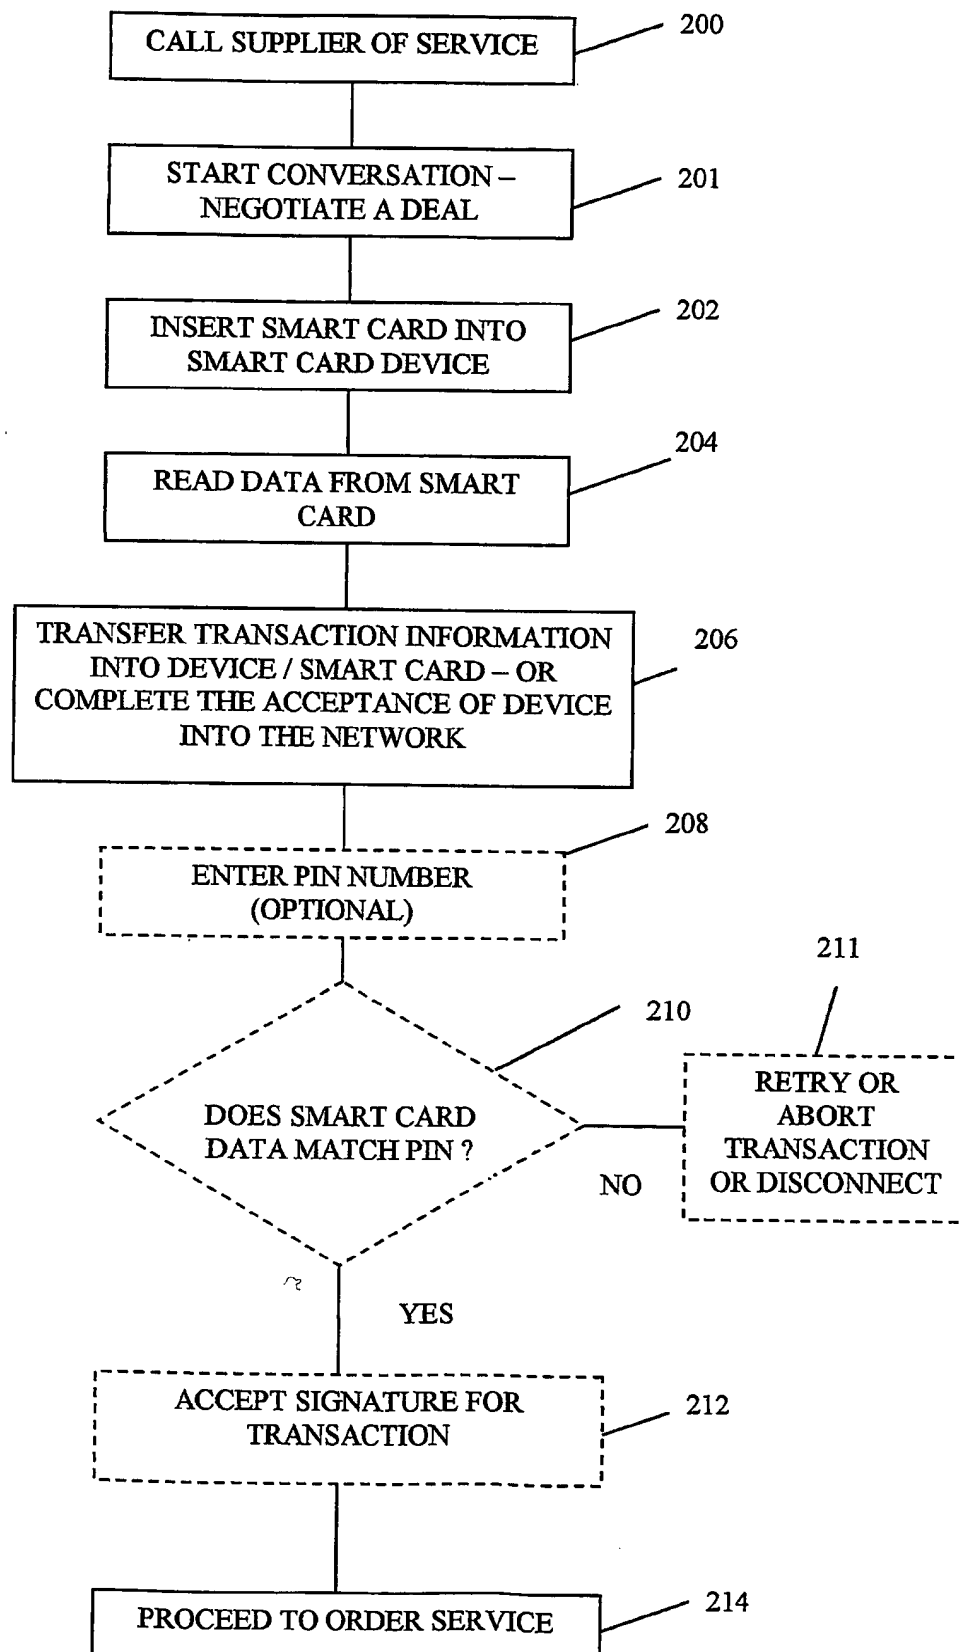 CALL SUPPLIER OF SERVICE
200
START CONVERSATION –
NEGOTIATE A DEAL
201
INSERT SMART CARD INTO
SMART CARD DEVICE
202
READ DATA FROM SMART
CARD
204
TRANSFER TRANSACTION INFORMATION
INTO DEVICE / SMART CARD – OR
COMPLETE THE ACCEPTANCE OF DEVICE
INTO THE NETWORK
206
ENTER PIN NUMBER
(OPTIONAL)
208
DOES SMART CARD
DATA MATCH PIN ?
210
NO
211
RETRY OR
ABORT
TRANSACTION
OR DISCONNECT
YES
ACCEPT SIGNATURE FOR
TRANSACTION
212
PROCEED TO ORDER SERVICE
214